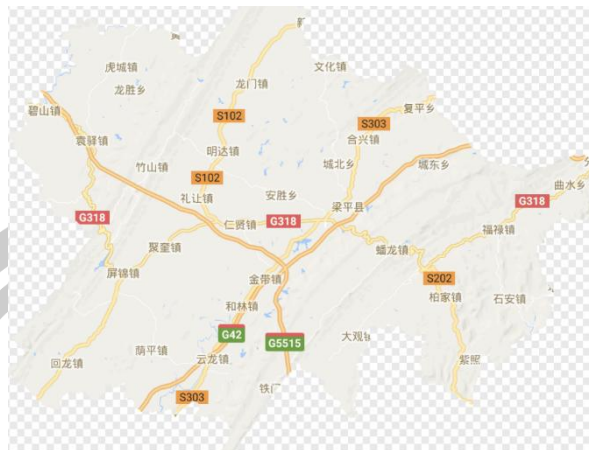 新
虎城镇
文化镇
龙门镇
龙胜乡
复平乡
碧山镇
S102
S303
袁驿镇
合兴镇
明达镇
竹山镇
城北乡
城东乡
S102
曲水乡
礼让镇
安胜乡
梁平县
G318
G318
仁贤镇
G318
福禄镇
聚奎镇
蟠龙镇
屏锦镇
金带镇
S202
柏家镇
石安镇
和林镇
G42
大观
G5515
荫平镇
云龙镇
回龙镇
紫照
铁门
S303